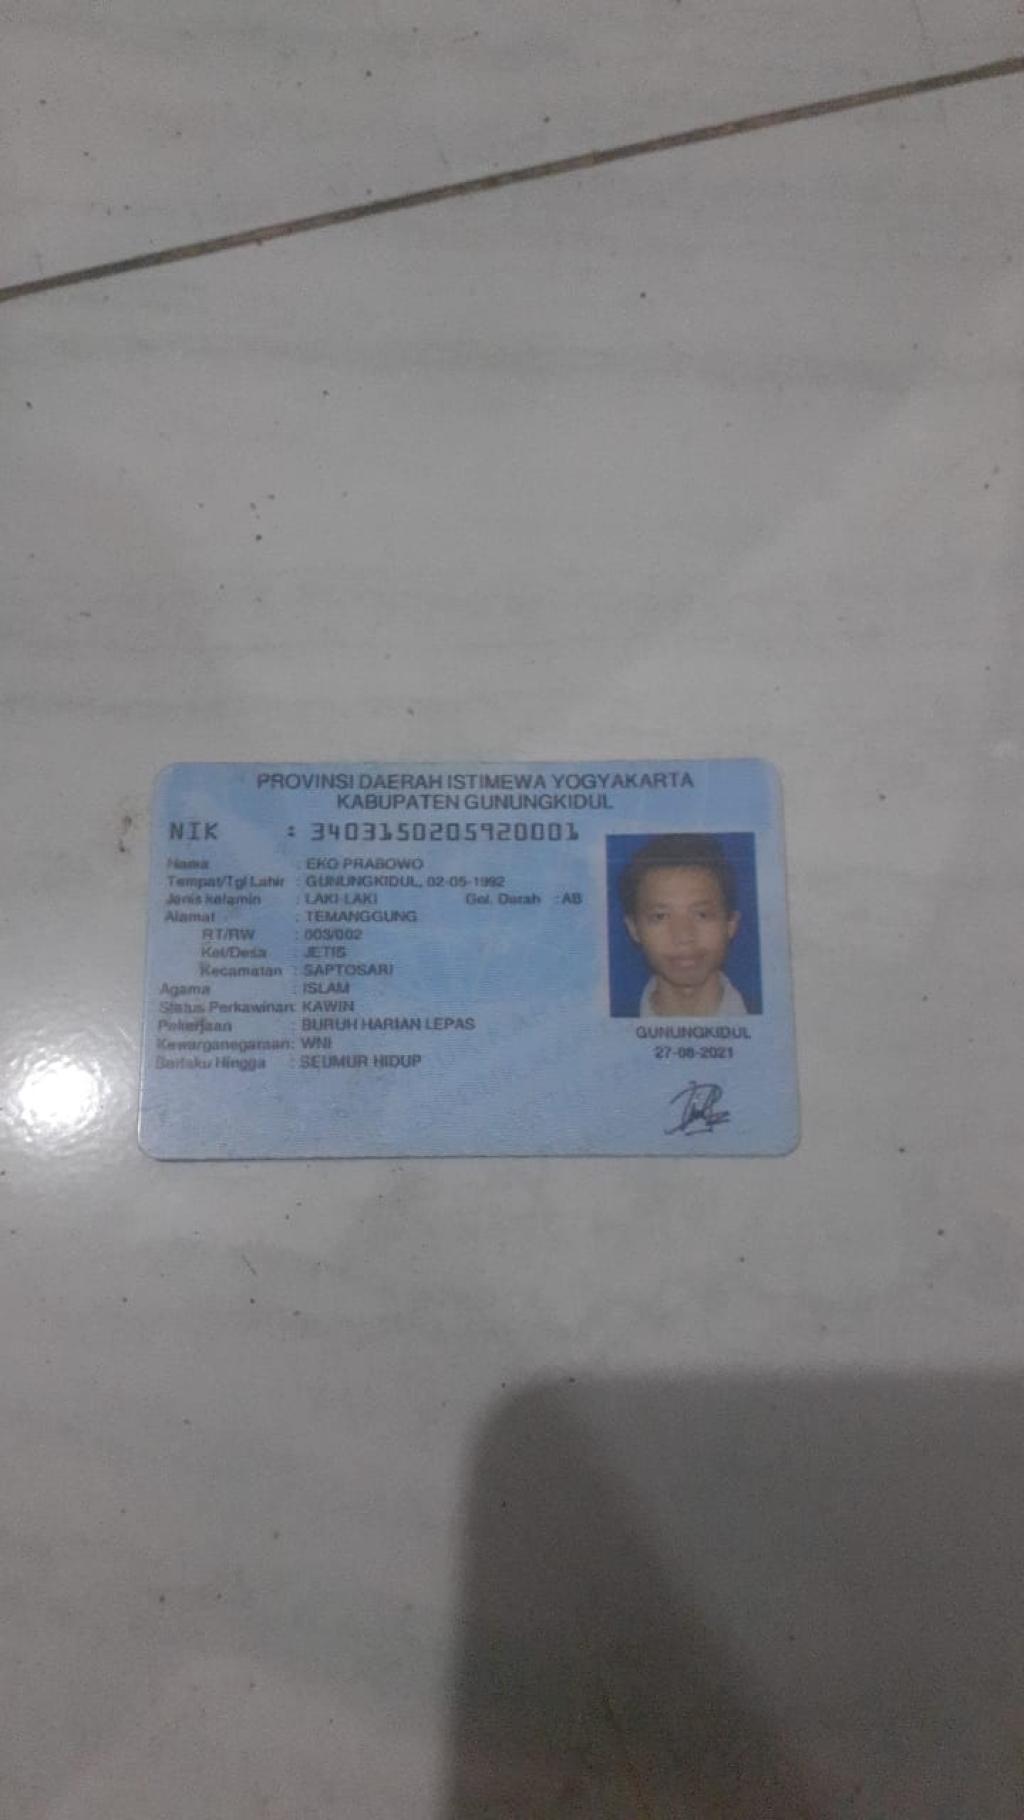 PROVINSI DAERAH ISTIMEWA YOGYAKARTA
KABUPATEN GUNUNGKIDUL
NIK : 3403150205920001
Nama : EKO PRABOWO
Tempat/Tgl Lahir : GUNUNGKIDUL, 02-05-1992
Jenis kelamin : LAKI-LAKI Gol. Darah : AB
Alamat : TEMANGGUNG
RT/RW : 003/002
Kel/Desa : JETIS
Kecamatan : SAPTOSARI
Agama : ISLAM
Status Perkawinan: KAWIN
Pekerjaan : BURUH HARIAN LEPAS
Kewarganegaraan: WNI
Berlaku Hingga : SEUMUR HIDUP
GUNUNGKIDUL
27-08-2021